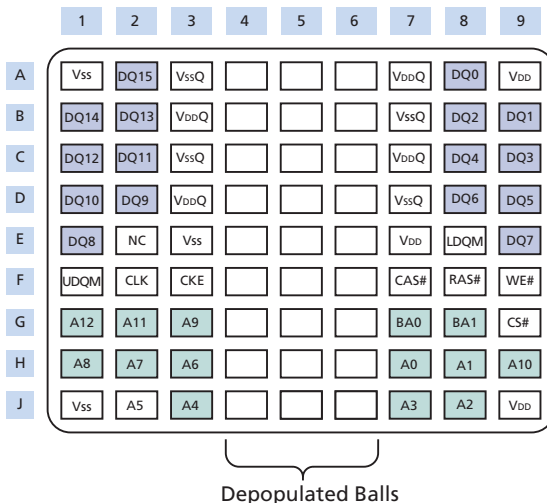 1 2 3 4 5 6 7 8 9
A Vss DQ15 VssQ VDDQ DQ0 VDD
B DQ14 DQ13 VDDQ VssQ DQ2 DQ1
C DQ12 DQ11 VssQ VDDQ DQ4 DQ3
D DQ10 DQ9 VDDQ VssQ DQ6 DQ5
E DQ8 NC Vss VDD LDQM DQ7
F UDQM CLK CKE CAS# RAS# WE#
G A12 A11 A9 BA0 BA1 CS#
H A8 A7 A6 A0 A1 A10
J Vss A5 A4 A3 A2 VDD
Depopulated Balls